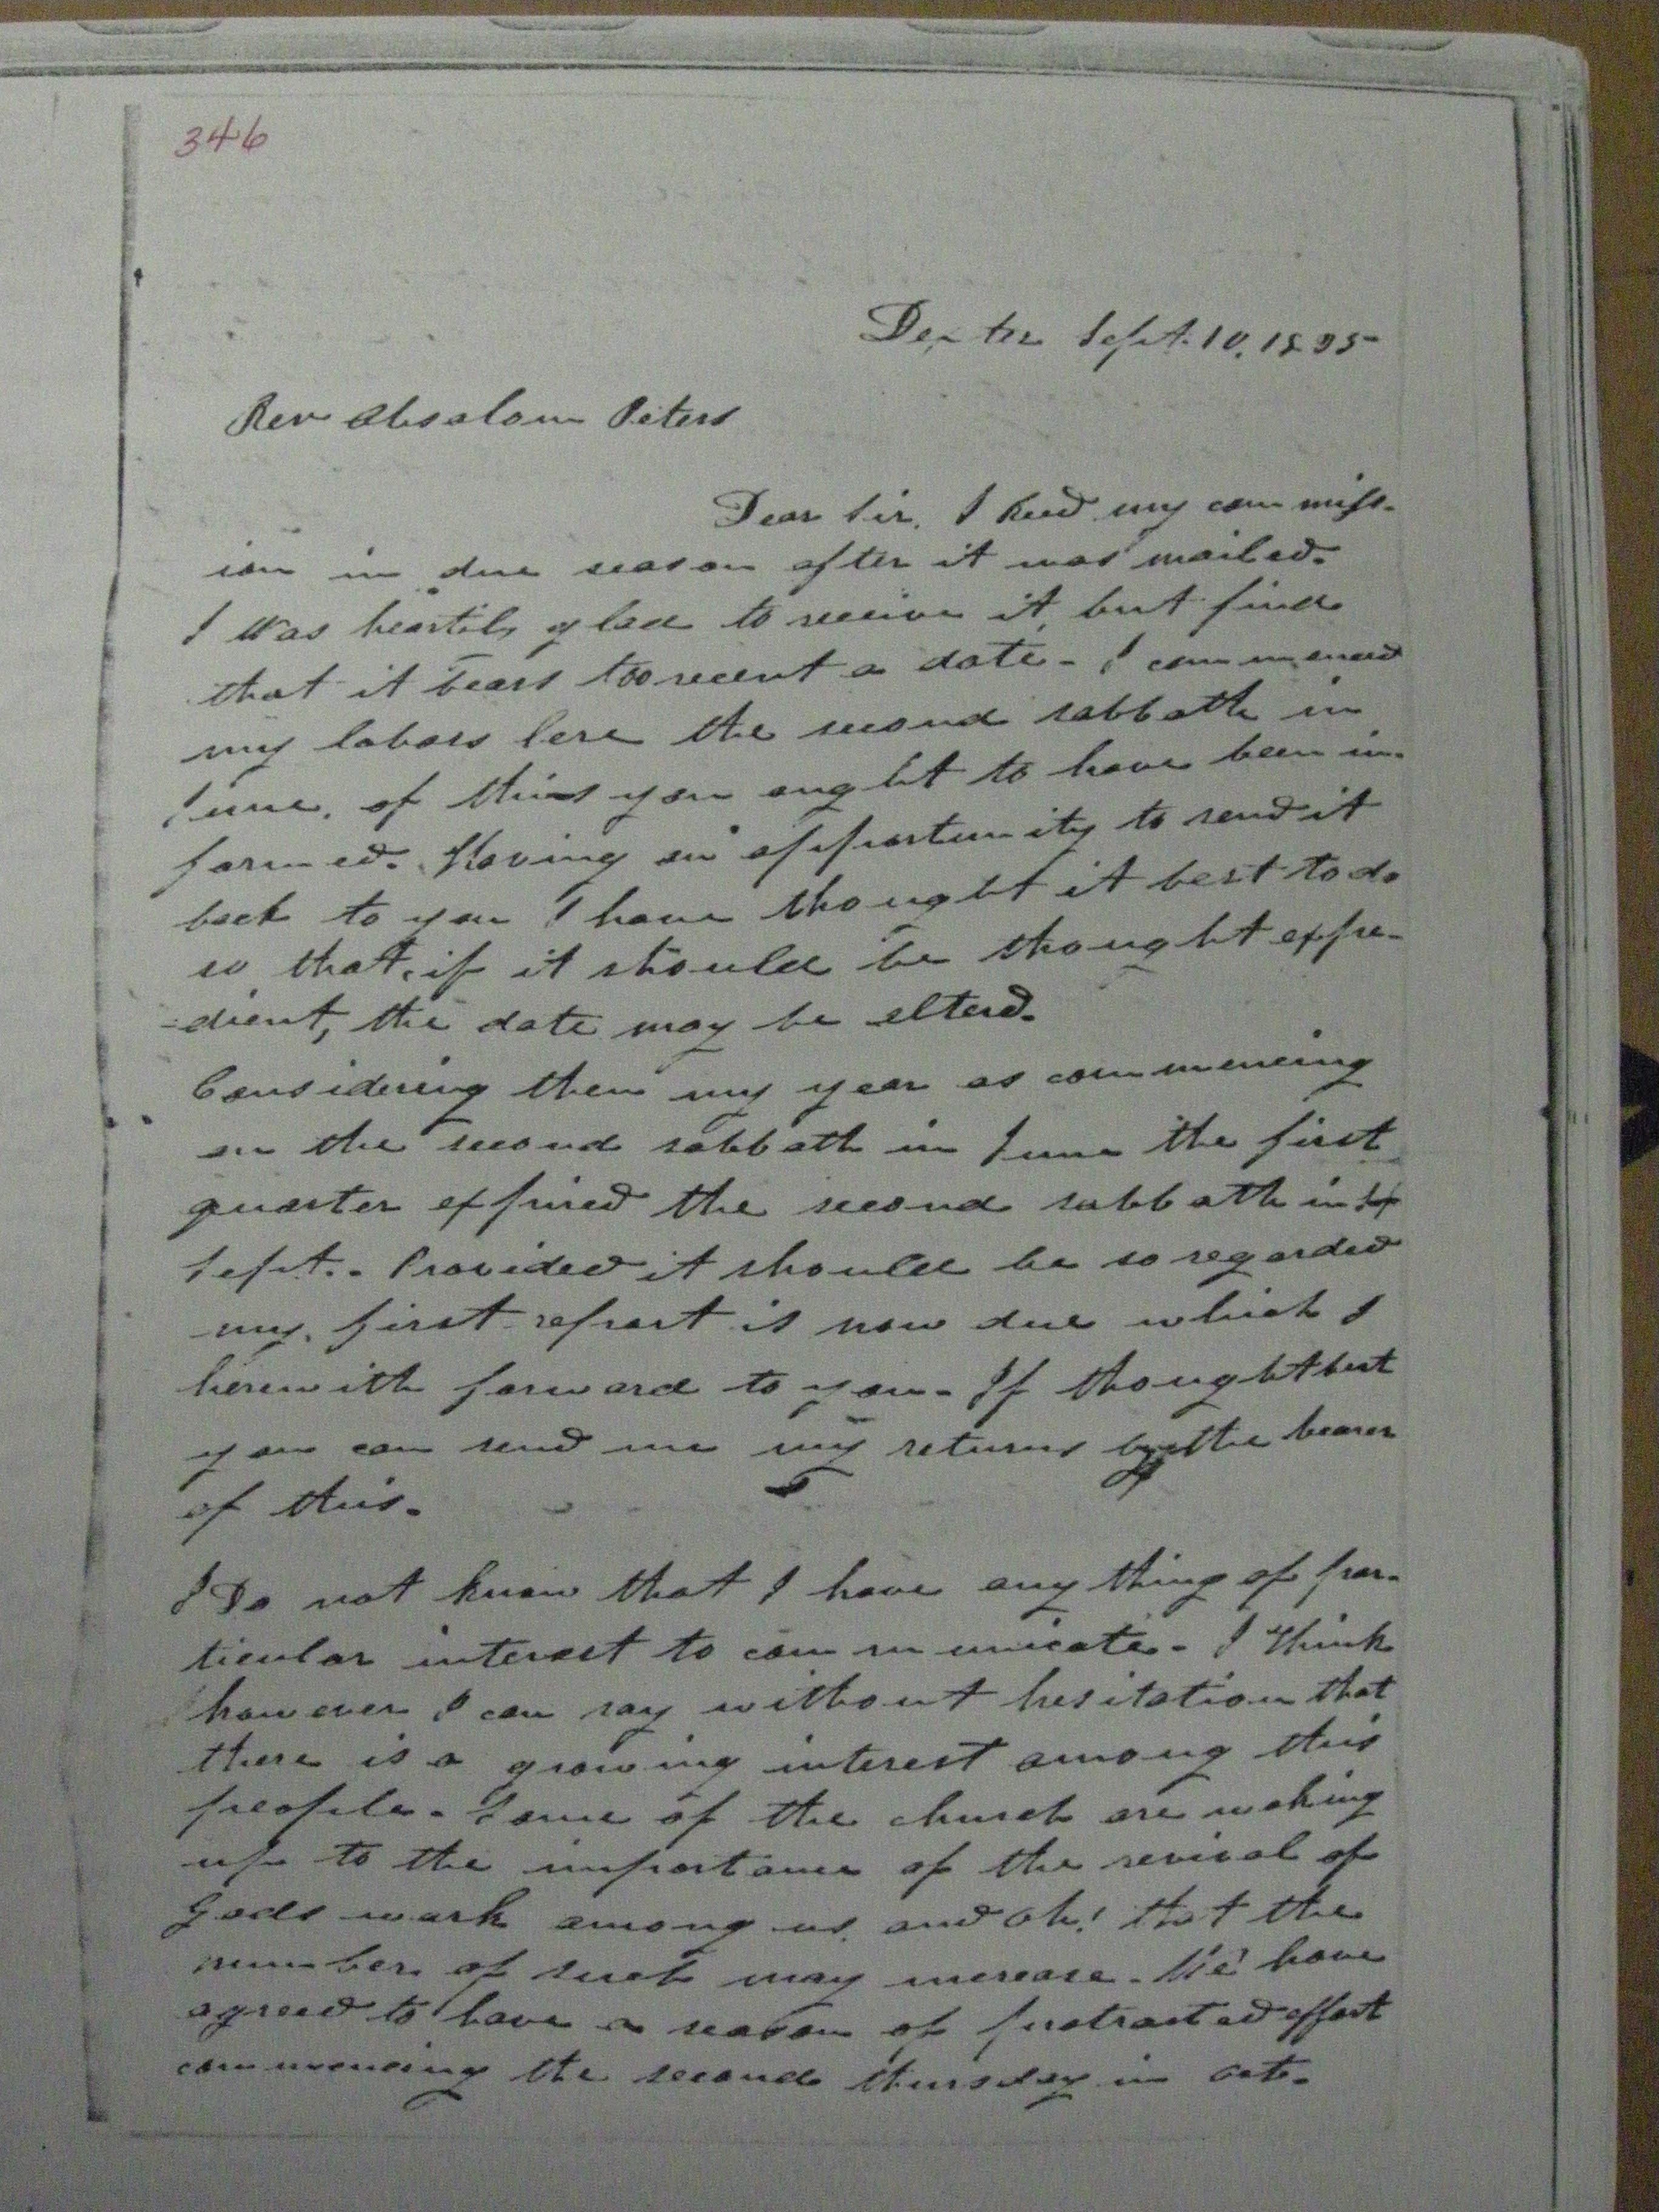 346
Dexter Sept. 10, 1835
Rev Absalom Peters
Dear Sir. I Recd my commiss-
ion in due season after it was mailed.
I was heartily glad to receive it, but find
that it bears too recent a date - I commenced
my labors here the second sabbath in
June, of this you ought to have been in-
formed. Having an opportunity to send it
back to you I have thought it best to do
so that, if it should be thought expe-
-dient, the date may be alterd.
Considering then my year as commencing
on the second sabbath in June the first
quarter expired the second sabbath in
Sept.. Provided it should be so regarded
my first report is now due which I
herewith forward to you - If thought best
you can send me my returns by the bearer
of this.
I Do not know that I have any thing of par-
ticular interest to communicate - I think
however I can say without hesitation that
there is a growing interest among this
people - Some of the church are waking
up to the importance of the revival of
Gods work among us, and oh! that the
number of such may increase - We have
agreed to have a season of protracted effort
commencing the second thursday in oct.